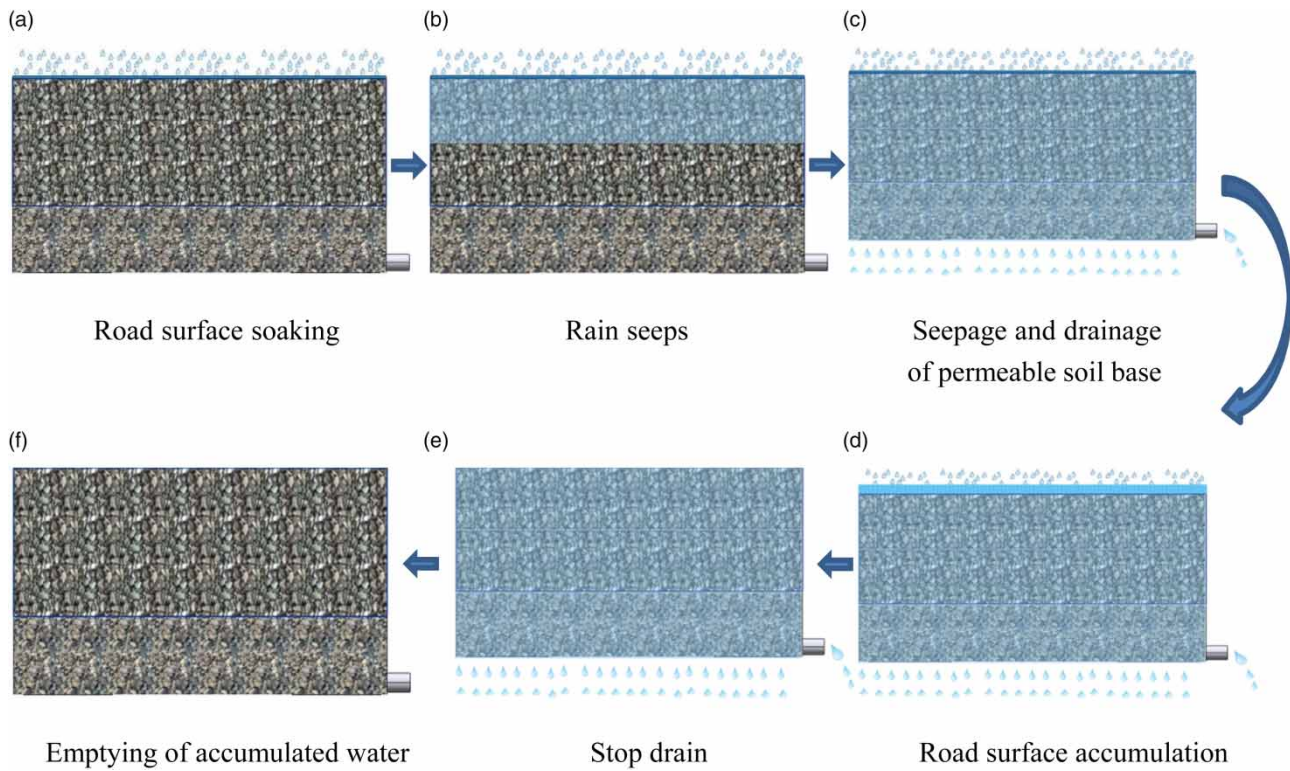 (a)
(b)
(c)
Road surface soaking
Rain seeps
Seepage and drainage
of permeable soil base
(f)
(e)
(d)
Emptying of accumulated water
Stop drain
Road surface accumulation